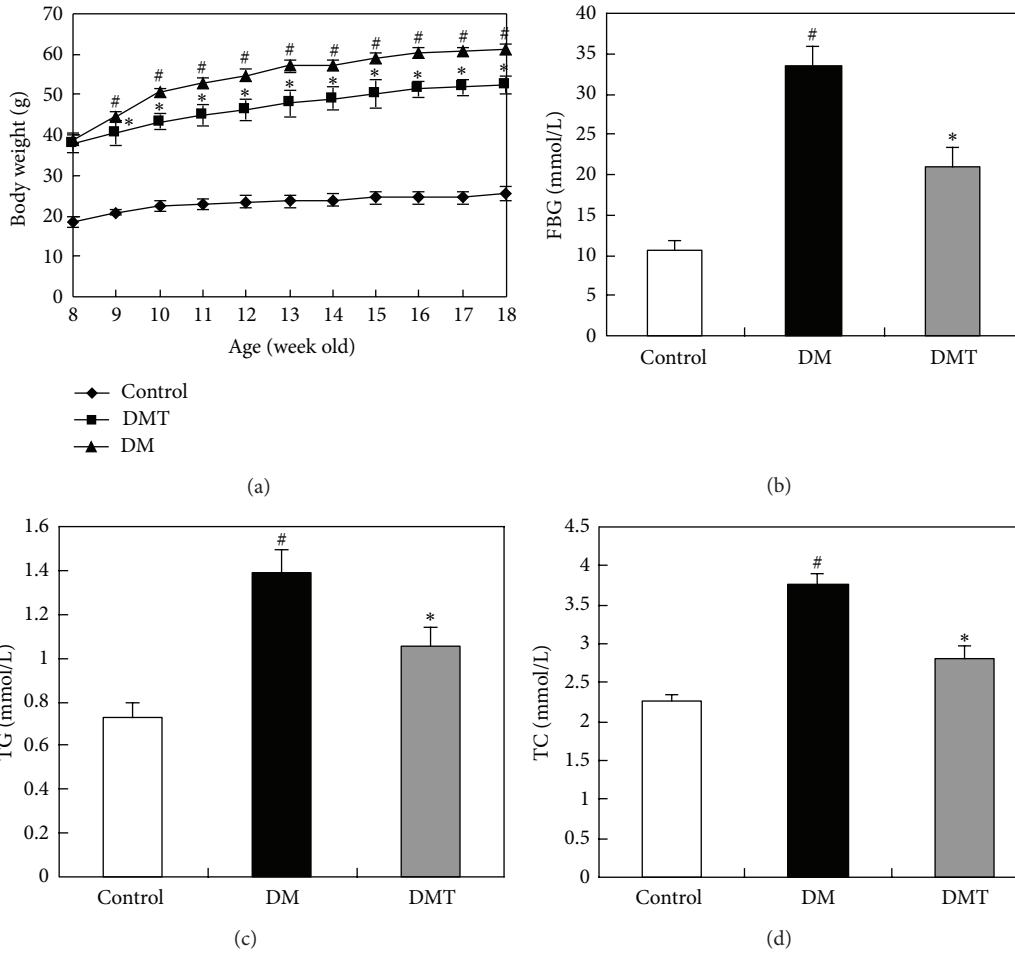 70
60
50
40
30
20
10
0
Body weight (g)
# # # # # # # # # #
* * * * * * * * * *
8 9 10 11 12 13 14 15 16 17 18
Age (week old)
Control
DMT
DM
(a)
40
35
30
25
20
15
10
5
0
FBG (mmol/L)
#
*
Control DM DMT
(b)
1.6
1.4
1.2
1
0.8
0.6
0.4
0.2
0
TG (mmol/L)
#
*
Control DM DMT
(c)
4.5
4
3.5
3
2.5
2
1.5
1
0.5
0
TC (mmol/L)
#
*
Control DM DMT
(d)